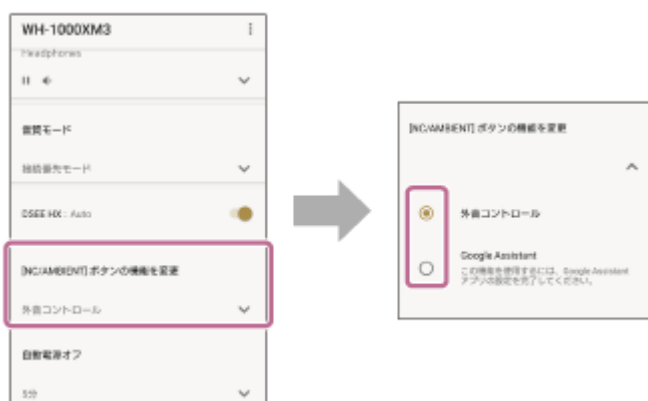 WH-1000XM3
Headphones
音質モード
接続優先モード
DSEE HX : Auto
[NC/AMBIENT] ボタンの機能を変更
外音コントロール
自動電源オフ
5分
[NC/AMBIENT] ボタンの機能を変更
外音コントロール
Google Assistant
この機能を使用するには、Google Assistant
アプリの設定を完了してください。